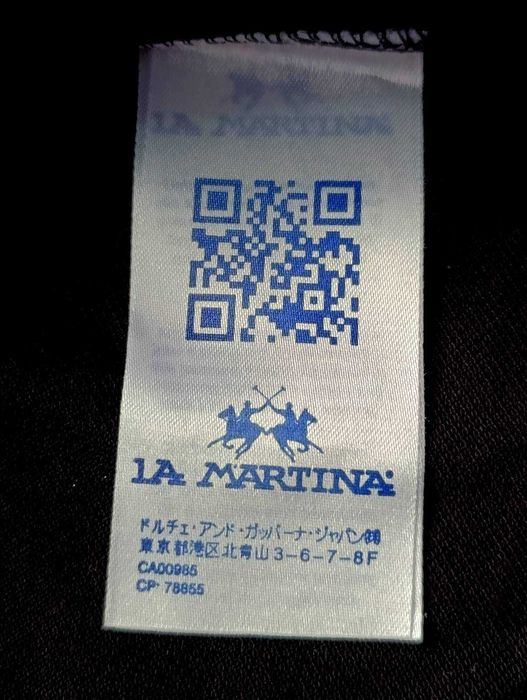 LA MARTINA
LA MARTINA
ドルチェ・アンド・ガッバーナ・ジャパン㈱
東京都港区北青山3-6-7-8F
CA00985
CP· 78855